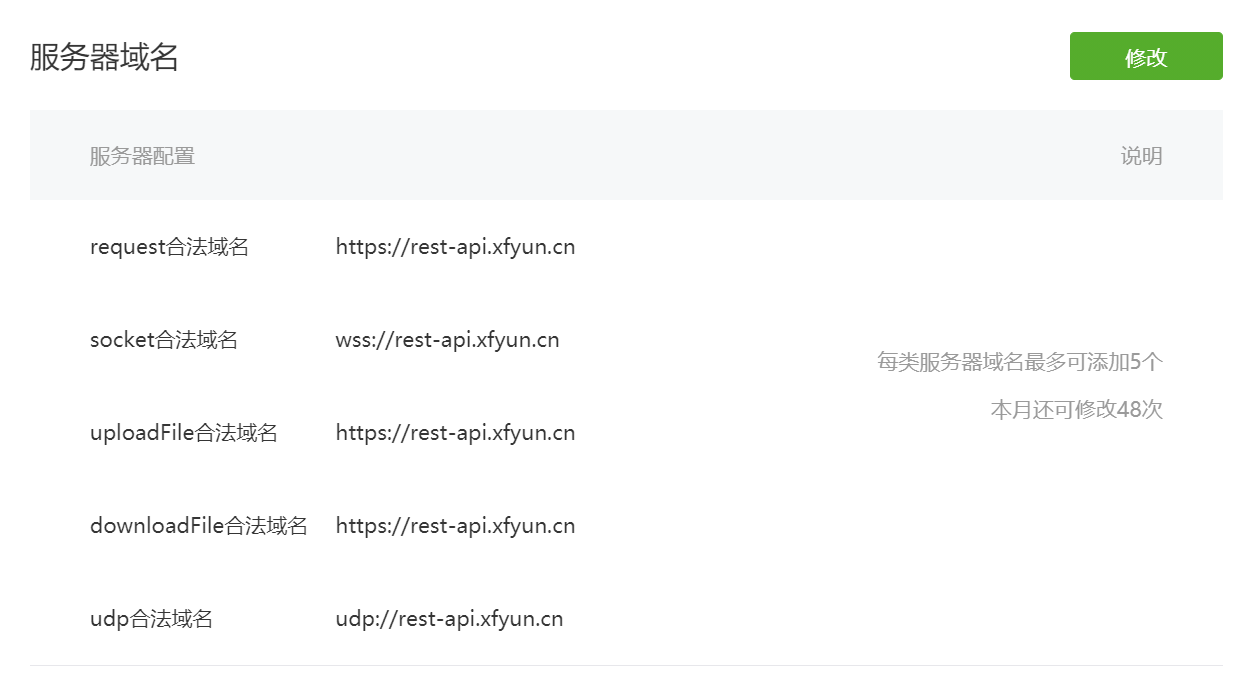 服务器域名
修改
服务器配置 说明
request合法域名 https://rest-api.xfyun.cn
socket合法域名 wss://rest-api.xfyun.cn
每类服务器域名最多可添加5个
本月还可修改48次
uploadFile合法域名 https://rest-api.xfyun.cn
downloadFile合法域名 https://rest-api.xfyun.cn
udp合法域名 udp://rest-api.xfyun.cn